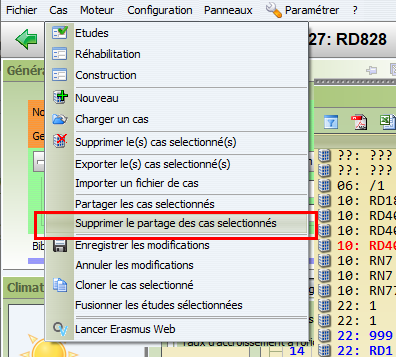 Fichier Cas Moteur Configuration Panneaux Paramétrer ?
27: RD828
Etudes
Réhabilitation
Construction
Nouveau
Charger un cas
Supprimer le(s) cas selectionné(s)
Exporter le(s) cas selectionné(s)
Importer un fichier de cas
Partager les cas selectionnés
Supprimer le partage des cas selectionnés
Enregistrer les modifications
Annuler les modifications
Cloner le cas selectionné
Fusionner les études sélectionnées
Lancer Erasmus Web
Généra
No
Ge
Bib
Climat
??: ???
??: ???
06: /1
10: RD18
10: RD40
10: RD40
10: RD40
10: RN7
10: RN7
10: RN77
22: 1
22: 1
22: 999
22: RD1
Taux d'accroissement à l'ori
14